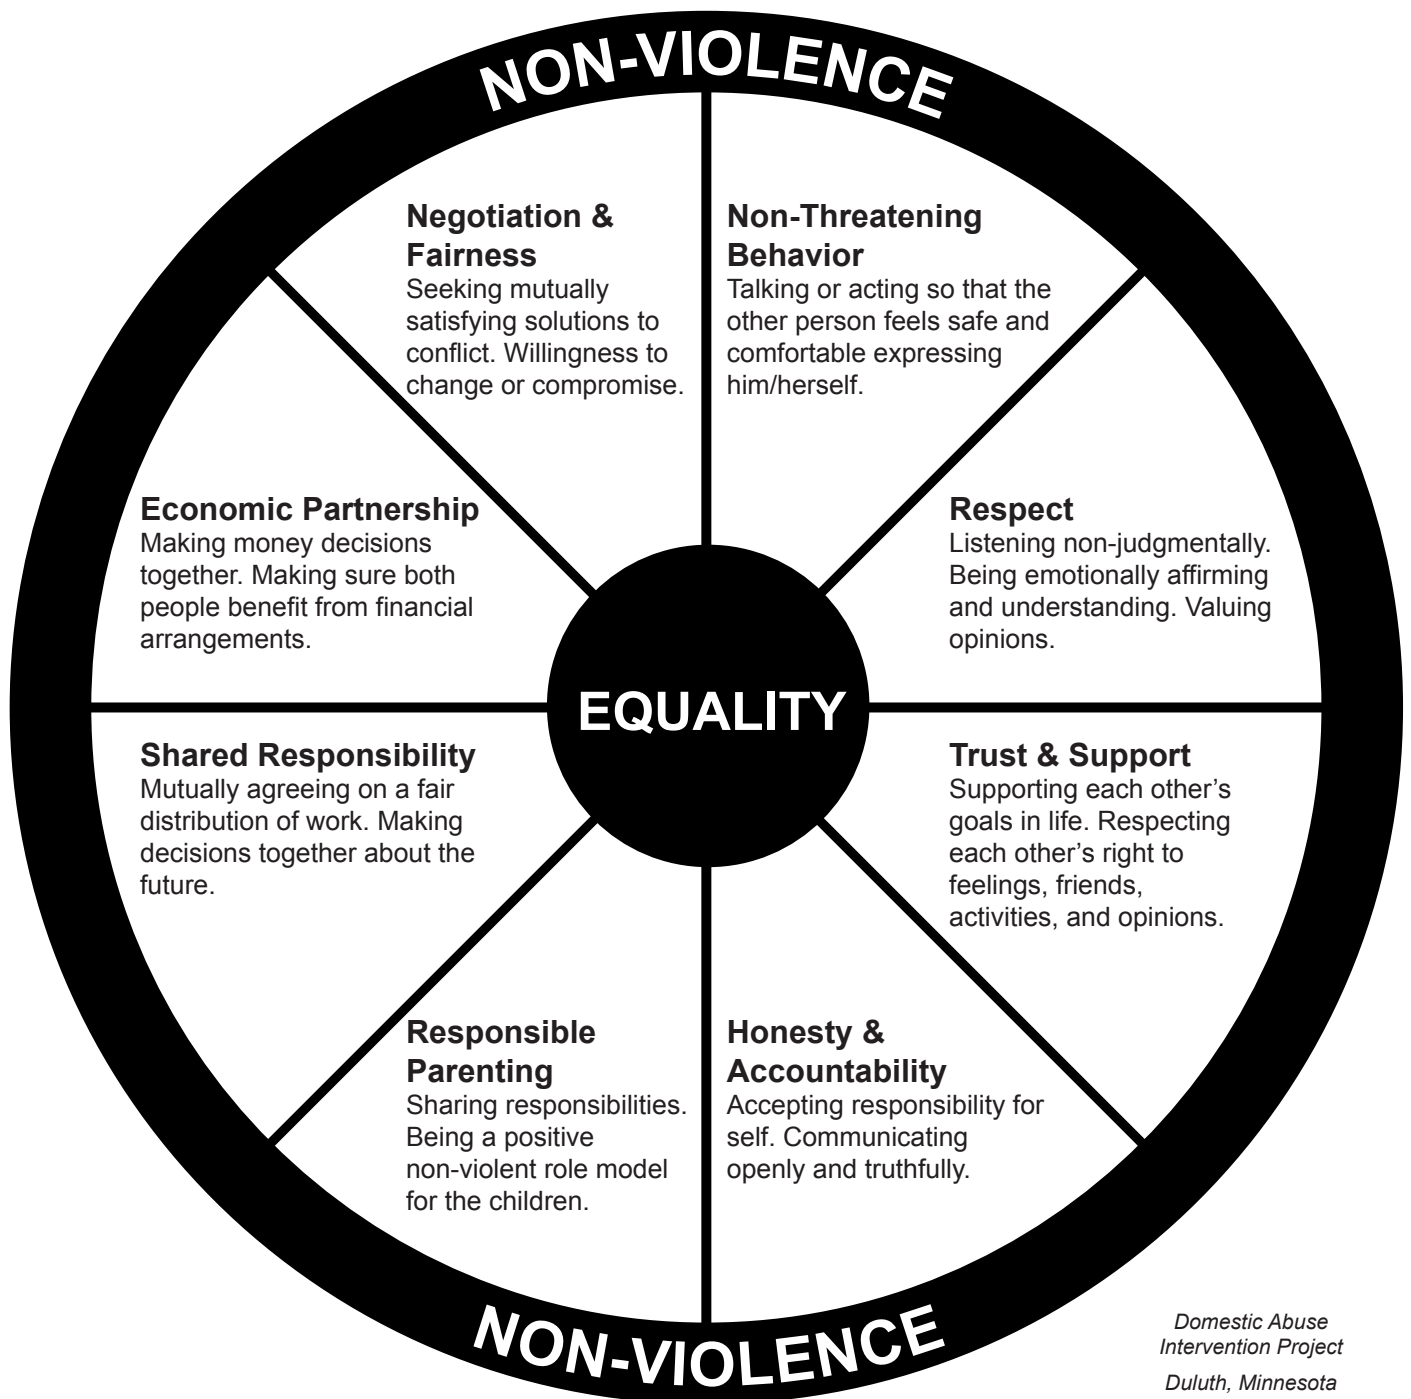 NON-VIOLENCE
Negotiation &
Fairness
Seeking mutually
satisfying solutions to
conflict. Willingness to
change or compromise.
Non-Threatening
Behavior
Talking or acting so that the
other person feels safe and
comfortable expressing
him/herself.
Economic Partnership
Making money decisions
together. Making sure both
people benefit from financial
arrangements.
Respect
Listening non-judgmentally.
Being emotionally affirming
and understanding. Valuing
opinions.
EQUALITY
Shared Responsibility
Mutually agreeing on a fair
distribution of work. Making
decisions together about the
future.
Trust & Support
Supporting each other’s
goals in life. Respecting
each other’s right to
feelings, friends,
activities, and opinions.
Responsible
Parenting
Sharing responsibilities.
Being a positive
non-violent role model
for the children.
Honesty &
Accountability
Accepting responsibility for
self. Communicating
openly and truthfully.
NON-VIOLENCE
Domestic Abuse
Intervention Project
Duluth, Minnesota